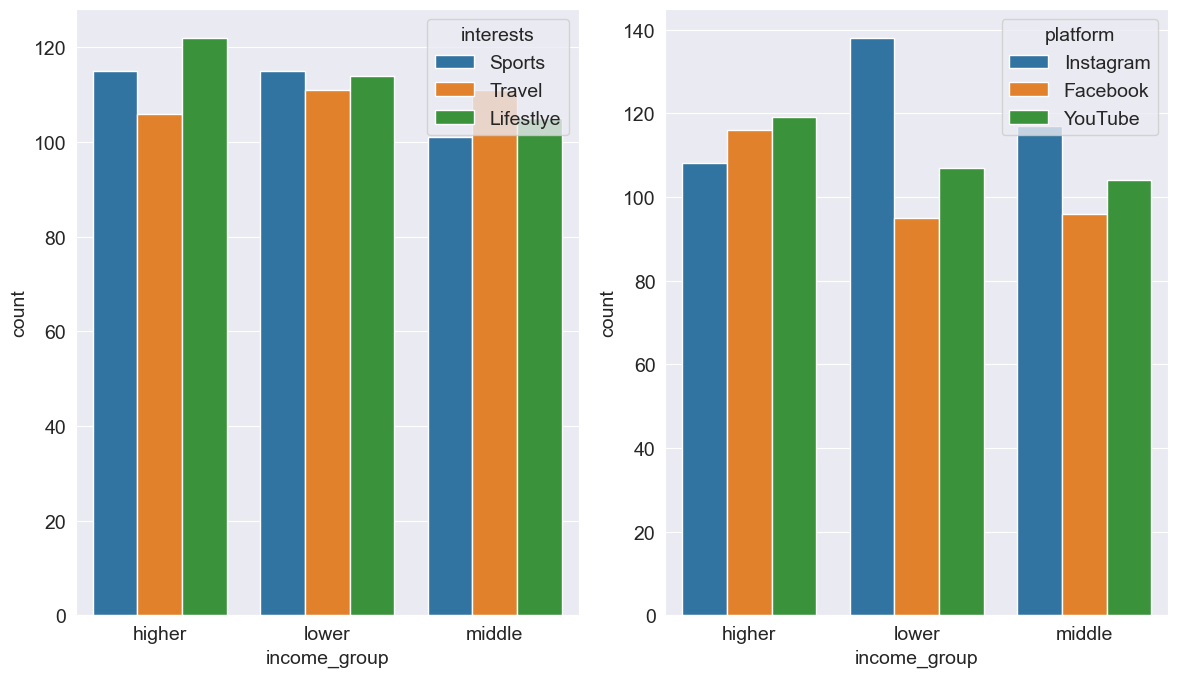 120
100
80
60
40
20
0
count
higher lower middle
income_group
interests
Sports
Travel
Lifestlye
140
120
100
80
60
40
20
0
count
higher lower middle
income_group
platform
Instagram
Facebook
YouTube